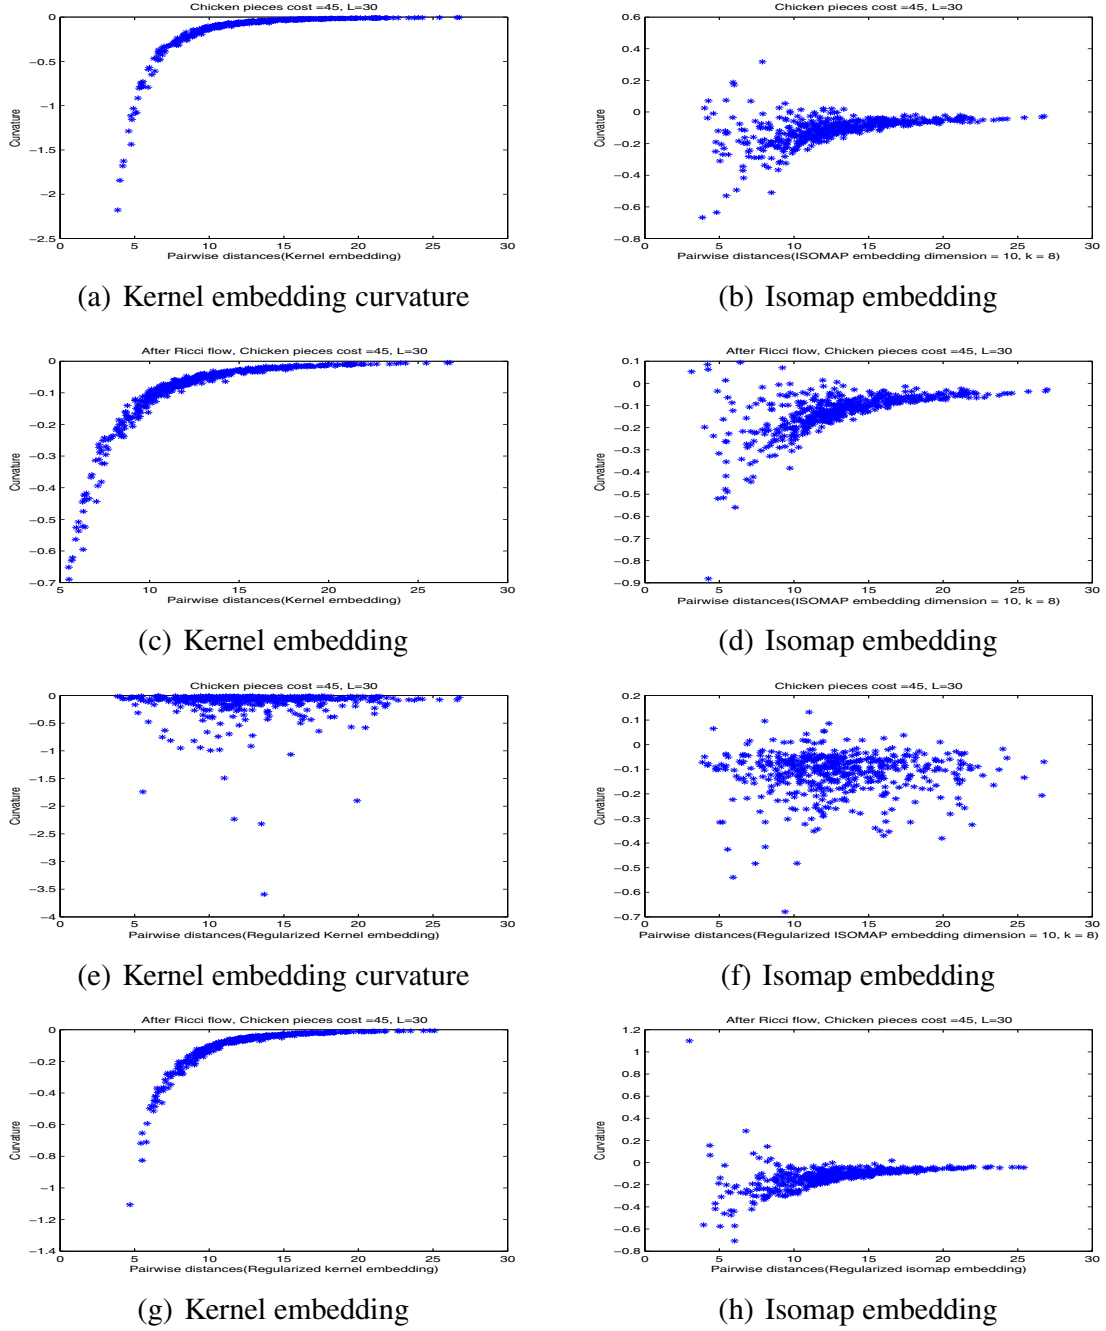 Chicken pieces cost =45, L=30
0
−0.5
−1
−1.5
−2
−2.5
Curvature
0 5 10 15 20 25 30
Pairwise distances(Kernel embedding)
(a) Kernel embedding curvature
Chicken pieces cost =45, L=30
0.6
0.4
0.2
0
−0.2
−0.4
−0.6
−0.8
Curvature
0 5 10 15 20 25 30
Pairwise distances(ISOMAP embedding dimension = 10, k = 8)
(b) Isomap embedding
After Ricci flow, Chicken pieces cost =45, L=30
0
−0.1
−0.2
−0.3
−0.4
−0.5
−0.6
−0.7
Curvature
5 10 15 20 25 30
Pairwise distances(Kernel embedding)
(c) Kernel embedding
After Ricci flow, Chicken pieces cost =45, L=30
0.1
0
−0.1
−0.2
−0.3
−0.4
−0.5
−0.6
−0.7
−0.8
−0.9
Curvature
0 5 10 15 20 25 30
Pairwise distances(ISOMAP embedding dimension = 10, k = 8)
(d) Isomap embedding
Chicken pieces cost =45, L=30
0
−0.5
−1
−1.5
−2
−2.5
−3
−3.5
−4
Curvature
0 5 10 15 20 25 30
Pairwise distances(Regularized Kernel embedding)
(e) Kernel embedding curvature
Chicken pieces cost =45, L=30
0.2
0.1
0
−0.1
−0.2
−0.3
−0.4
−0.5
−0.6
−0.7
Curvature
0 5 10 15 20 25 30
Pairwise distances(Regularized ISOMAP embedding dimension = 10, k = 8)
(f) Isomap embedding
After Ricci flow, Chicken pieces cost =45, L=30
0
−0.2
−0.4
−0.6
−0.8
−1
−1.2
−1.4
Curvature
0 5 10 15 20 25 30
Pairwise distances(Regularized kernel embedding)
(g) Kernel embedding
After Ricci flow, Chicken pieces cost =45, L=30
1.2
1
0.8
0.6
0.4
0.2
0
−0.2
−0.4
−0.6
−0.8
Curvature
0 5 10 15 20 25 30
Pairwise distances(Regularized isomap embedding)
(h) Isomap embedding